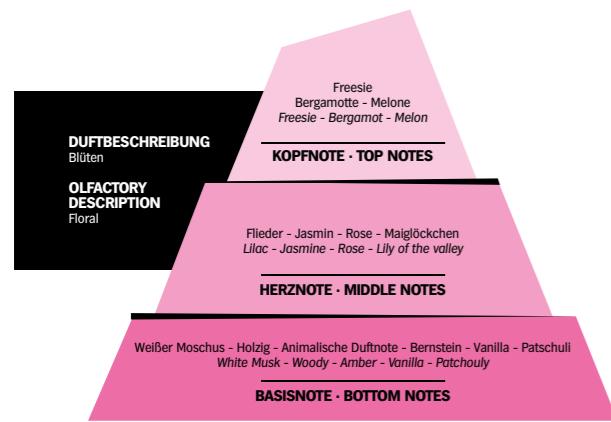 DUFTBESCHREIBUNG
Blüten
OLFACTORY
DESCRIPTION
Floral
Freesie
Bergamotte - Melone
Freesie - Bergamot - Melon
KOPFNOTE · TOP NOTES
Flieder - Jasmin - Rose - Maiglöckchen
Lilac - Jasmine - Rose - Lily of the valley
HERZNOTE · MIDDLE NOTES
Weißer Moschus - Holzig - Animalische Duftnote - Bernstein - Vanilla - Patschuli
White Musk - Woody - Amber - Vanilla - Patchouly
BASISNOTE · BOTTOM NOTES